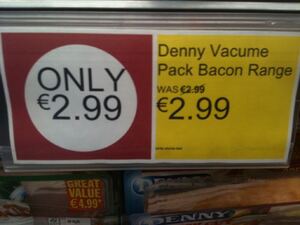 ONLY
€2.99
Denny Vacume
Pack Bacon Range
WAS €2.99
€2.99
GREAT
VALUE
€4.99*
DENNY